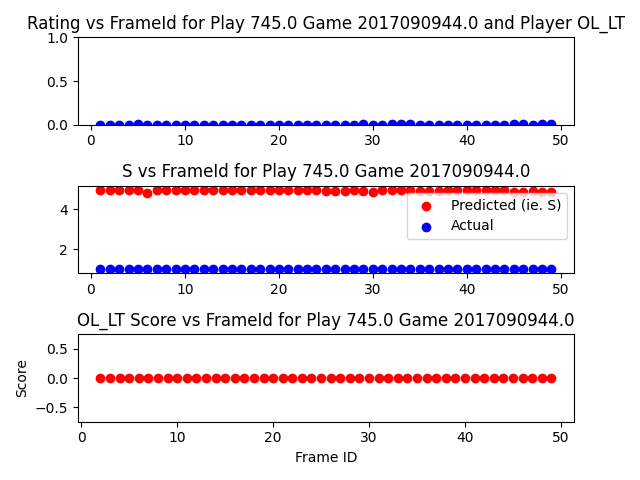 Rating vs FrameId for Play 745.0 Game 2017090944.0 and Player OL_LT
1.0
0.5
0.0
0 10 20 30 40 50
S vs FrameId for Play 745.0 Game 2017090944.0
4
2
Predicted (ie. S)
Actual
0 10 20 30 40 50
OL_LT Score vs FrameId for Play 745.0 Game 2017090944.0
Score
0.5
0.0
−0.5
0 10 20 30 40 50
Frame ID